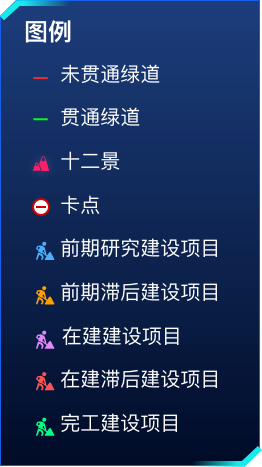 图例
未贯通绿道
贯通绿道
十二景
卡点
前期研究建设项目
前期滞后建设项目
在建建设项目
在建滞后建设项目
完工建设项目